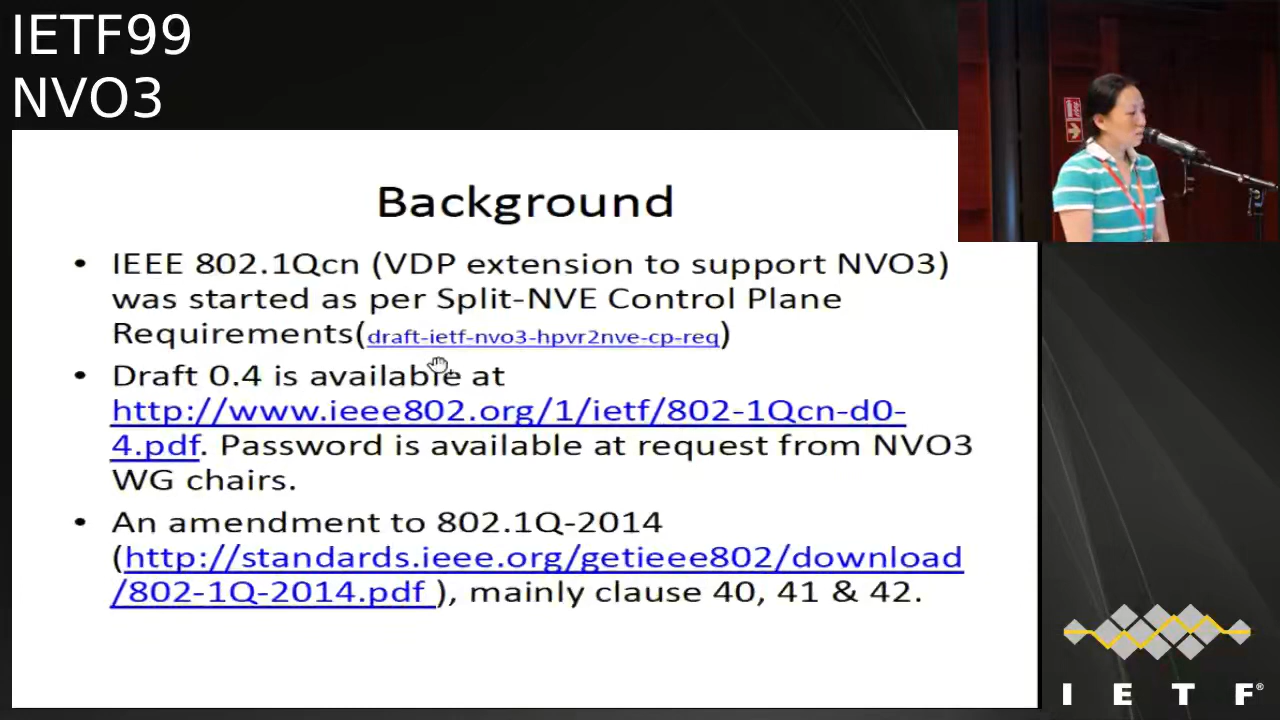 IETF99
NVO3
Background
• IEEE 802.1Qcn (VDP extension to support NVO3)
was started as per Split-NVE Control Plane
Requirements(draft-ietf-nvo3-hpvr2nve-cp-req)
• Draft 0.4 is available at
http://www.ieee802.org/1/ietf/802-1Qcn-d0-
4.pdf. Password is available at request from NVO3
WG chairs.
• An amendment to 802.1Q-2014
(http://standards.ieee.org/getieee802/download
/802-1Q-2014.pdf ), mainly clause 40, 41 & 42.
I E T F®